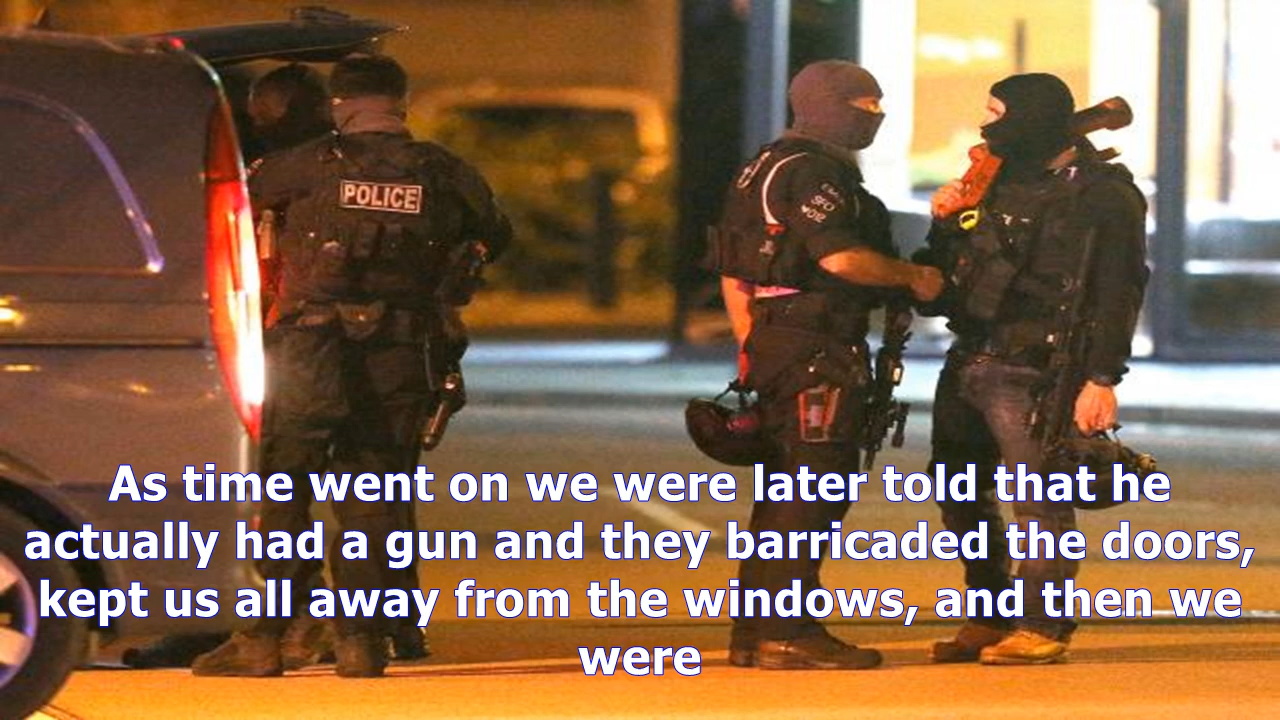 POLICE
SFO
As time went on we were later told that he
actually had a gun and they barricaded the doors,
kept us all away from the windows, and then we
were